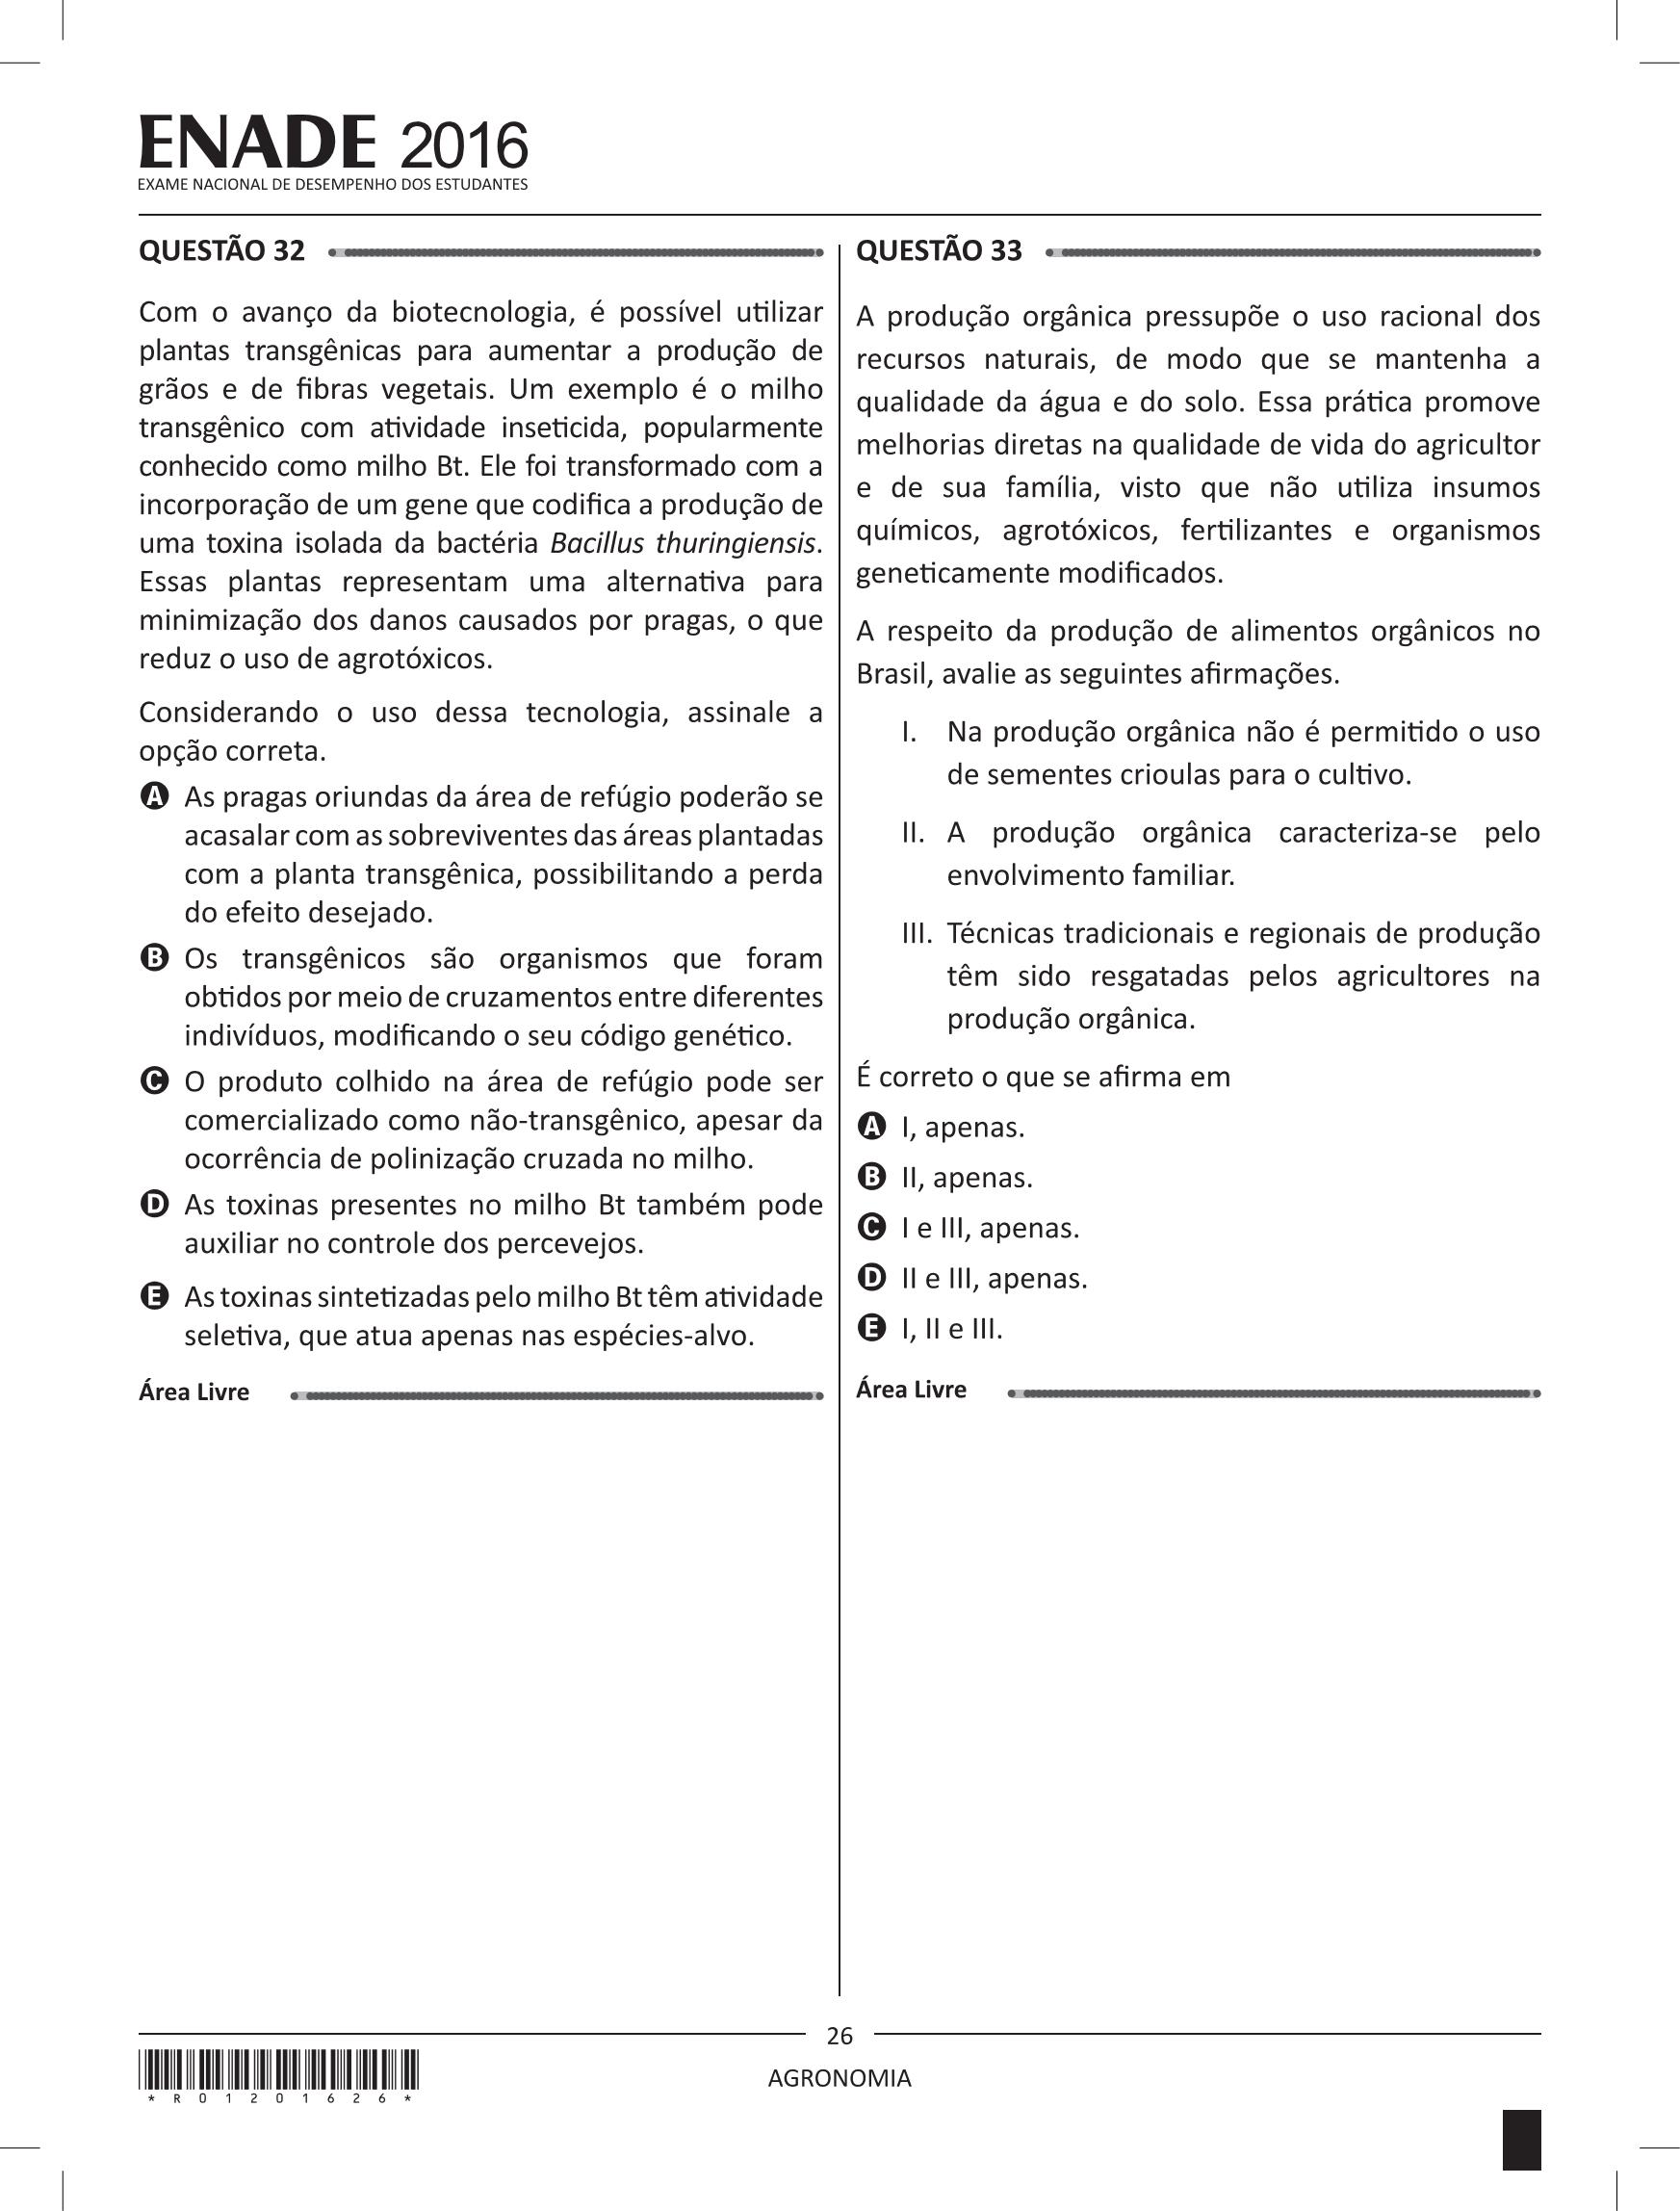 ENADE 2016
EXAME NACIONAL DE DESEMPENHO DOS ESTUDANTES
QUESTÃO 32
Com o avanço da biotecnologia, é possível utilizar
plantas transgênicas para aumentar a produção de
grãos e de fibras vegetais. Um exemplo é o milho
transgênico com atividade inseticida, popularmente
conhecido como milho Bt. Ele foi transformado com a
incorporação de um gene que codifica a produção de
uma toxina isolada da bactéria Bacillus thuringiensis.
Essas plantas representam uma alternativa para
minimização dos danos causados por pragas, o que
reduz o uso de agrotóxicos.
Considerando o uso dessa tecnologia, assinale a
opção correta.
A As pragas oriundas da área de refúgio poderão se
acasalar com as sobreviventes das áreas plantadas
com a planta transgênica, possibilitando a perda
do efeito desejado.
B Os transgênicos são organismos que foram
obtidos por meio de cruzamentos entre diferentes
indivíduos, modificando o seu código genético.
C O produto colhido na área de refúgio pode ser
comercializado como não-transgênico, apesar da
ocorrência de polinização cruzada no milho.
D As toxinas presentes no milho Bt também pode
auxiliar no controle dos percevejos.
E As toxinas sintetizadas pelo milho Bt têm atividade
seletiva, que atua apenas nas espécies-alvo.
Área Livre
QUESTÃO 33
A produção orgânica pressupõe o uso racional dos
recursos naturais, de modo que se mantenha a
qualidade da água e do solo. Essa prática promove
melhorias diretas na qualidade de vida do agricultor
e de sua família, visto que não utiliza insumos
químicos, agrotóxicos, fertilizantes e organismos
geneticamente modificados.
A respeito da produção de alimentos orgânicos no
Brasil, avalie as seguintes afirmações.
I. Na produção orgânica não é permitido o uso
de sementes crioulas para o cultivo.
II. A produção orgânica caracteriza-se pelo
envolvimento familiar.
III. Técnicas tradicionais e regionais de produção
têm sido resgatadas pelos agricultores na
produção orgânica.
É correto o que se afirma em
A I, apenas.
B II, apenas.
C I e III, apenas.
D II e III, apenas.
E I, II e III.
Área Livre
26
AGRONOMIA
* R 0 1 2 0 1 6 2 6 *